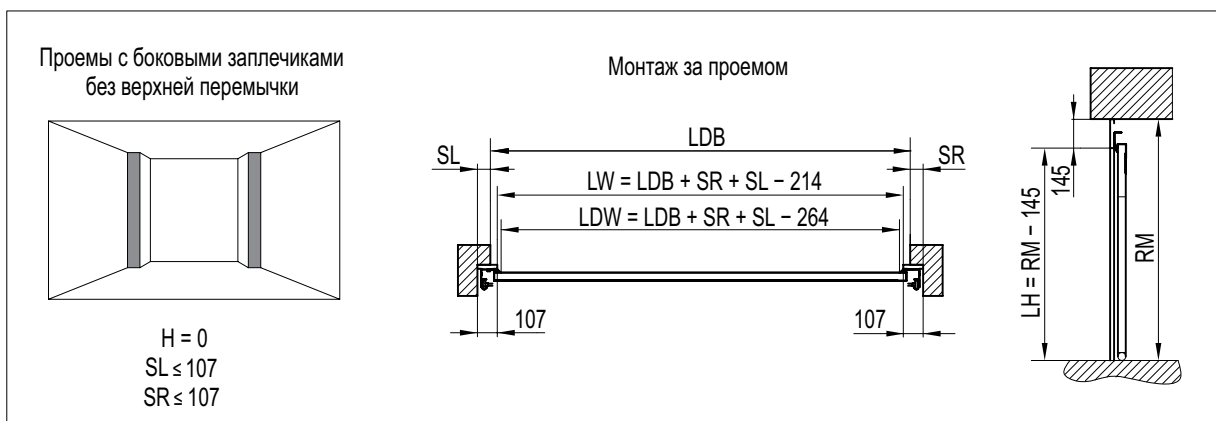 Проемы с боковыми заплечиками
без верхней перемычки
H = 0
SL ≤ 107
SR ≤ 107
Монтаж за проемом
LDB
SL
SR
LW = LDB + SR + SL − 214
LDW = LDB + SR + SL − 264
107
107
145
LH = RM − 145
RM